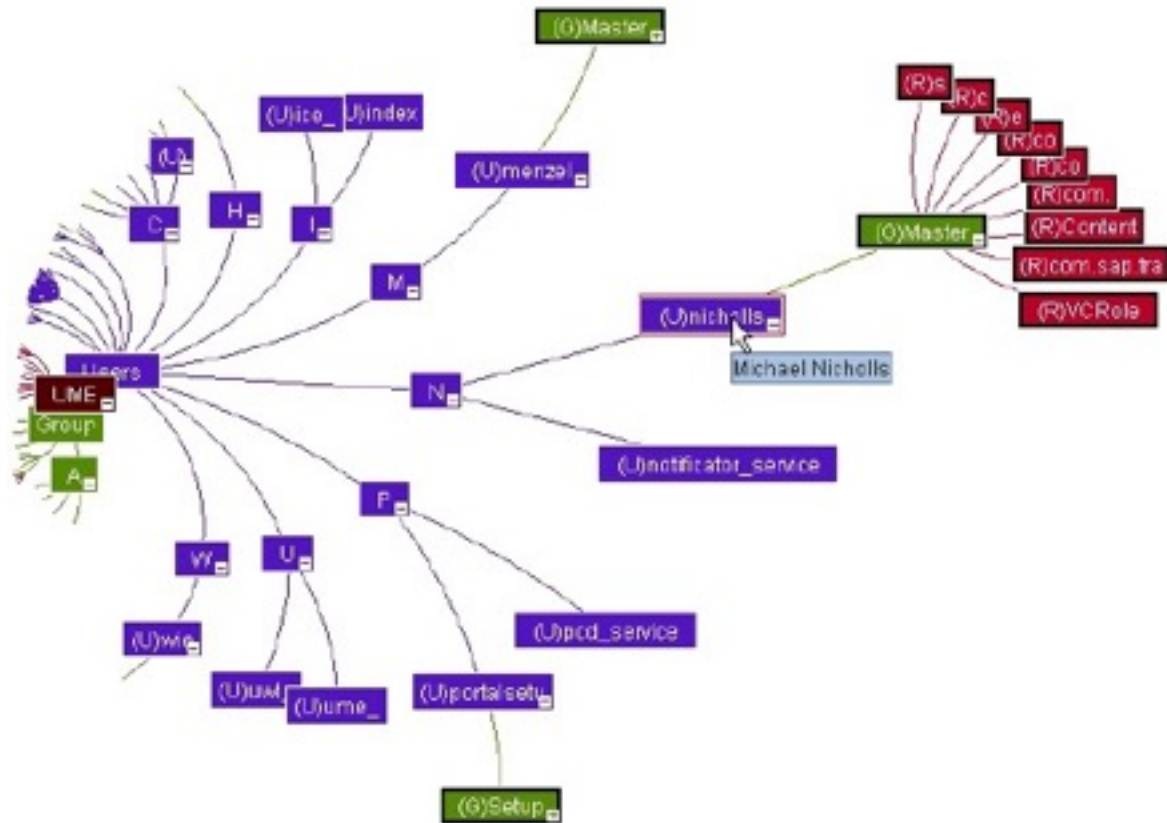 (G)Master
(R)s
(R)c
(R)e
(R)co
(R)co
(R)com.
(R)Content
(R)com.sap.tra
(R)VCRole
(G)Master
(U)ice_
(U)index
(U)
(U)menzel
C
H
I
M
(U)nicholls
Michael Nicholls
Users
UME
N
Group
A
(U)notificator_service
P
W
U
(U)pcd_service
(U)wie
(U)uwl_
(U)ume_
(U)portalsetu
(G)Setup